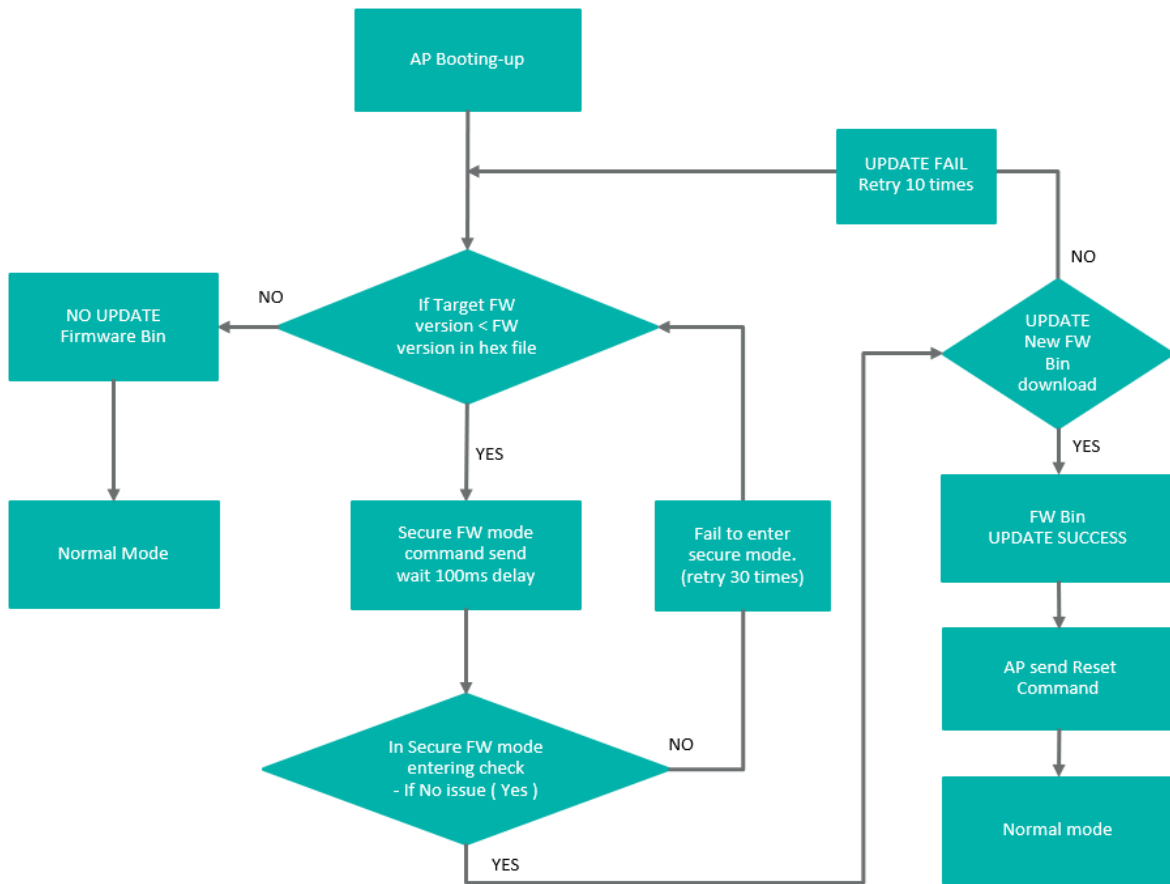 AP Booting-up
UPDATE FAIL
Retry 10 times
NO
NO UPDATE
Firmware Bin
NO
If Target FW
version < FW
version in hex file
UPDATE
New FW
Bin
download
YES
YES
Normal Mode
Secure FW mode
command send
wait 100ms delay
Fail to enter
secure mode.
(retry 30 times)
FW Bin
UPDATE SUCCESS
AP send Reset
Command
In Secure FW mode
entering check
- If No issue ( Yes )
NO
YES
Normal mode